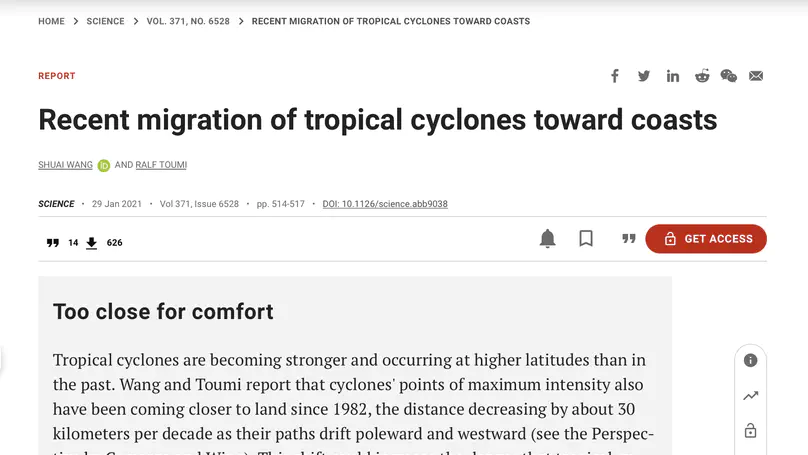 HOME > SCIENCE > VOL. 371, NO. 6528 > RECENT MIGRATION OF TROPICAL CYCLONES TOWARD COASTS
REPORT
Recent migration of tropical cyclones toward coasts
SHUAI WANG iD AND RALF TOUMI
SCIENCE • 29 Jan 2021 • Vol 371, Issue 6528 • pp. 514-517 • DOI: 10.1126/science.abb9038
14 626
GET ACCESS
Too close for comfort
Tropical cyclones are becoming stronger and occurring at higher latitudes than in
the past. Wang and Toumi report that cyclones' points of maximum intensity also
have been coming closer to land since 1982, the distance decreasing by about 30
kilometers per decade as their paths drift poleward and westward (see the Perspec-